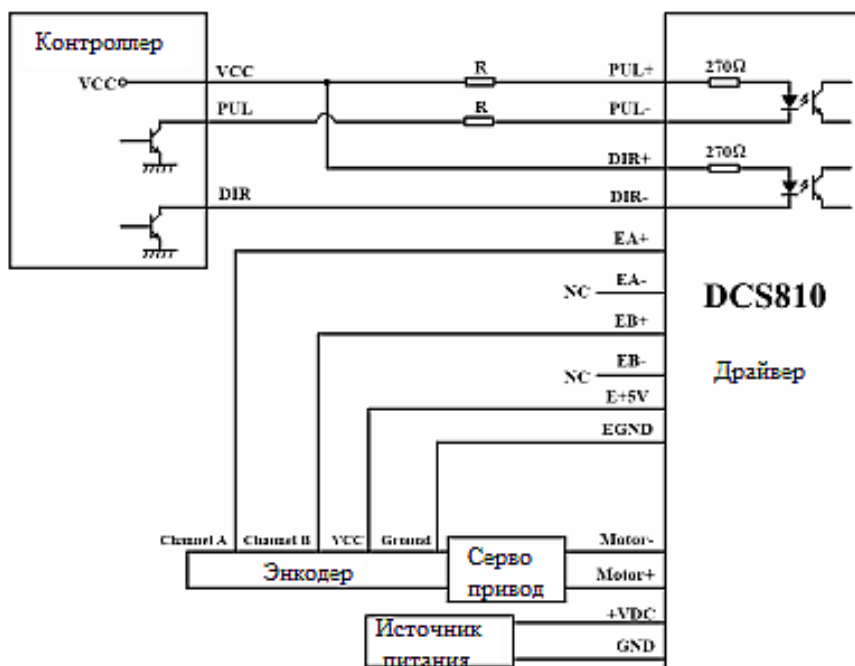 Контроллер
VCC
VCC
R
PUL+
270Ω
PUL
R
PUL-
DIR+
270Ω
DIR
DIR-
EA+
NC
EA-
DCS810
EB+
NC
EB-
Драйвер
E+5V
EGND
Channel A
Channel B
VCC
Ground
Motor-
Энкодер
Серво
привод
Motor+
+VDC
Источник
питания
GND